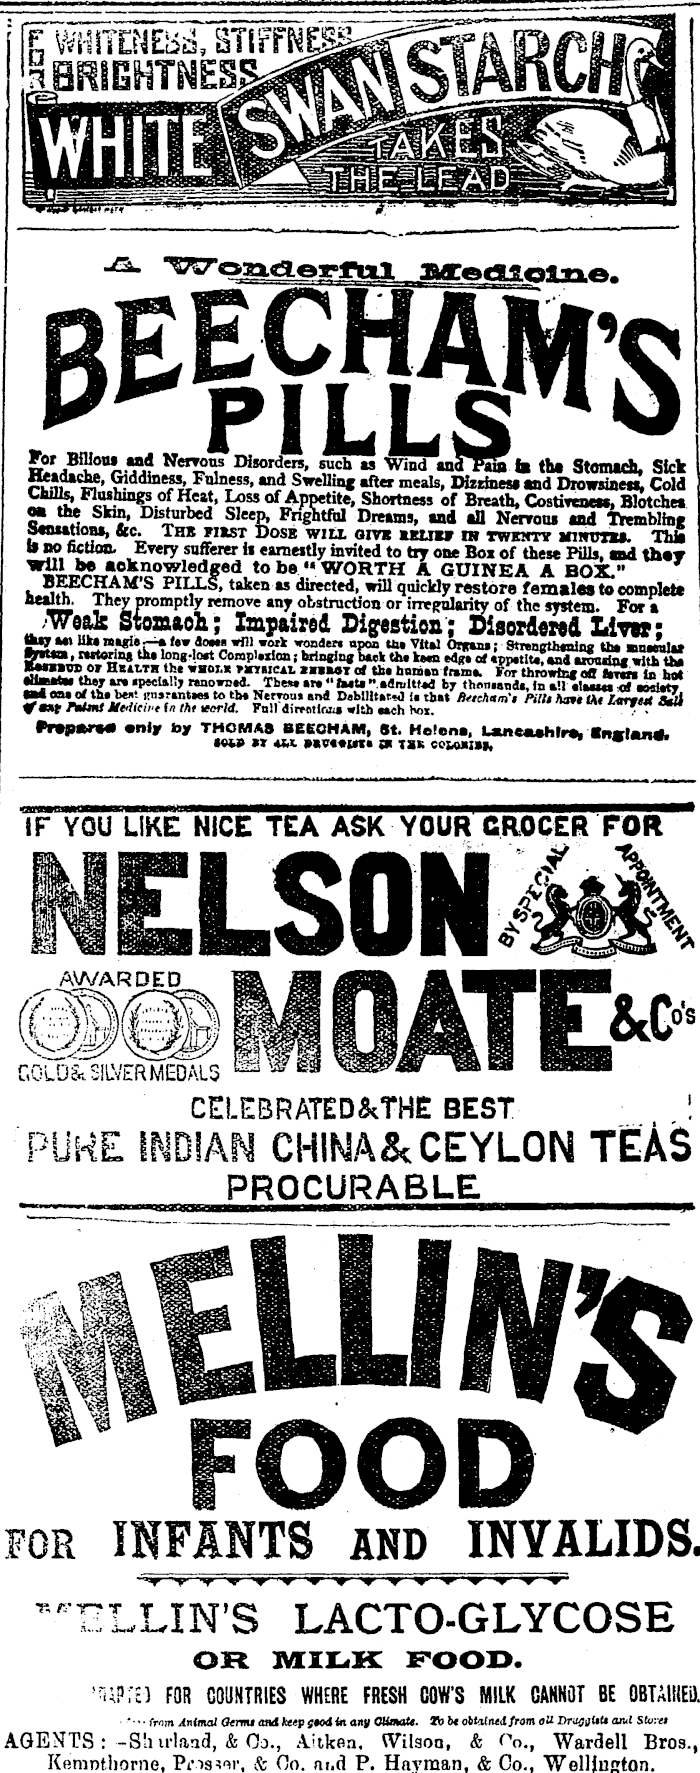 FOR WHITENESS, STIFFNESS
BRIGHTNESS
WHITE SWAN STARCH
TAKES
THE LEAD
A Wonderful Medicine.
BEECHAM'S
PILLS
For Bilious and Nervous Disorders, such as Wind and Pain in the Stomach, Sick
Headache, Giddiness, Fulness, and Swelling after meals, Dizziness and Drowsiness, Cold
Chills, Flushings of Heat, Loss of Appetite, Shortness of Breath, Costiveness, Blotches
on the Skin, Disturbed Sleep, Frightful Dreams, and all Nervous and Trembling
Sensations, &c. THE FIRST DOSE WILL GIVE RELIEF IN TWENTY MINUTES. This
is no fiction. Every sufferer is earnestly invited to try one Box of these Pills, and they
will be acknowledged to be "WORTH A GUINEA A BOX."
BEECHAM'S PILLS, taken as directed, will quickly restore females to complete
health. They promptly remove any obstruction or irregularity of the system. For a
Weak Stomach; Impaired Digestion; Disordered Liver;
they act like magic:—a few doses will work wonders upon the Vital Organs; Strengthening the muscular
System, restoring the long-lost Complexion; bringing back the keen edge of appetite, and arousing with the
ROSEBUD OF HEALTH the WHOLE PHYSICAL ENERGY of the human frame. For throwing off fevers in hot
climates they are specially renowned. These are "facts" admitted by thousands, in all classes of society,
and one of the best guarantees to the Nervous and Debilitated is that Beecham's Pills have the Largest Sale
of any Patent Medicine in the world. Full directions with each box.
Prepared only by THOMAS BEECHAM, St. Helens, Lancashire, England.
SOLD BY ALL DRUGGISTS IN THE COLONIES.
IF YOU LIKE NICE TEA ASK YOUR GROCER FOR
NELSON
BY SPECIAL APPOINTMENT
AWARDED
GOLD & SILVER MEDALS
MOATE & Co's
CELEBRATED & THE BEST
PURE INDIAN CHINA & CEYLON TEAS
PROCURABLE
MELLIN'S
FOOD
FOR INFANTS AND INVALIDS.
MELLIN'S LACTO-GLYCOSE
OR MILK FOOD.
ADAPTED FOR COUNTRIES WHERE FRESH COW'S MILK CANNOT BE OBTAINED.
from Animal Germs and keep good in any Climate. To be obtained from all Druggists and Stores
AGENTS:—Sharland, & Co., Aitken, Wilson, & Co., Wardell Bros.,
Kempthorne, Prosser, & Co. and P. Hayman, & Co., Wellington.